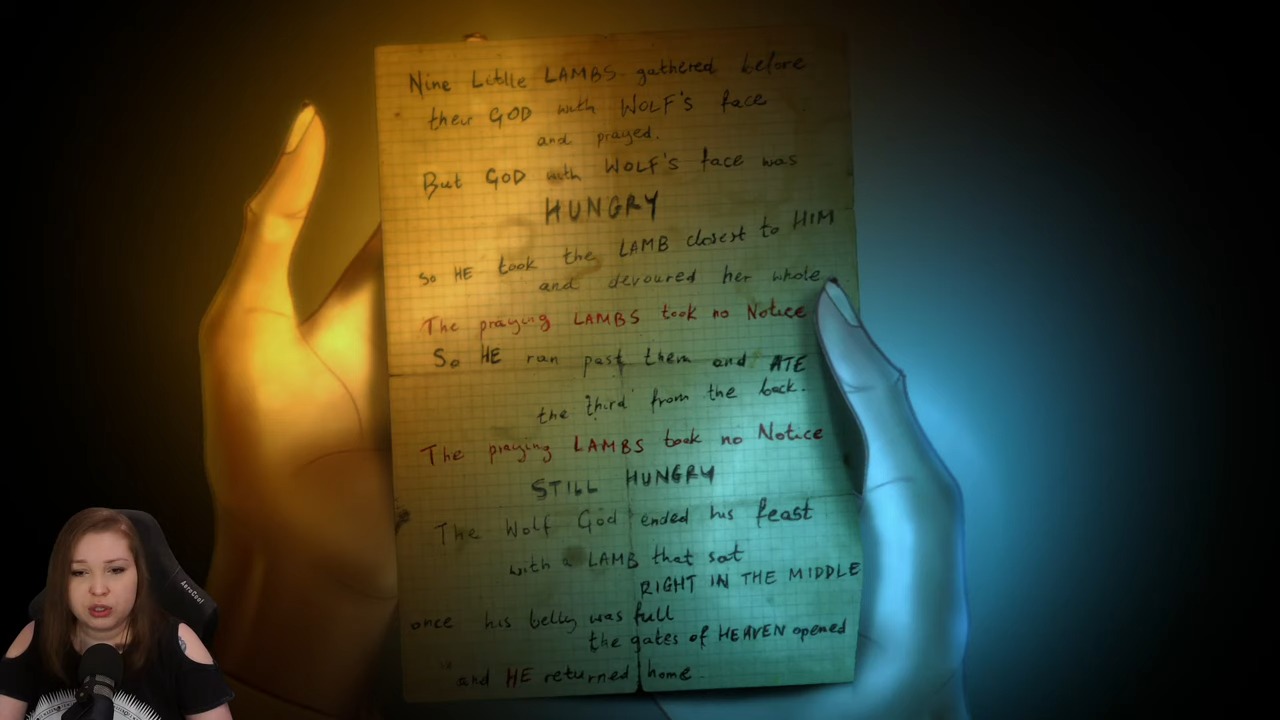 Nine Little LAMBS gathered before
their GOD with WOLF'S face
and prayed.
But GOD with WOLF'S face was
HUNGRY
so HE took the LAMB closest to HIM
and devoured her whole
The praying LAMBS took no Notice
So HE ran past them and ATE
the third from the back.
The praying LAMBS took no Notice
STILL HUNGRY
The Wolf God ended his feast
with a LAMB that sat
RIGHT IN THE MIDDLE
once his belly was full
the gates of HEAVEN opened
and HE returned home.
AeroCool